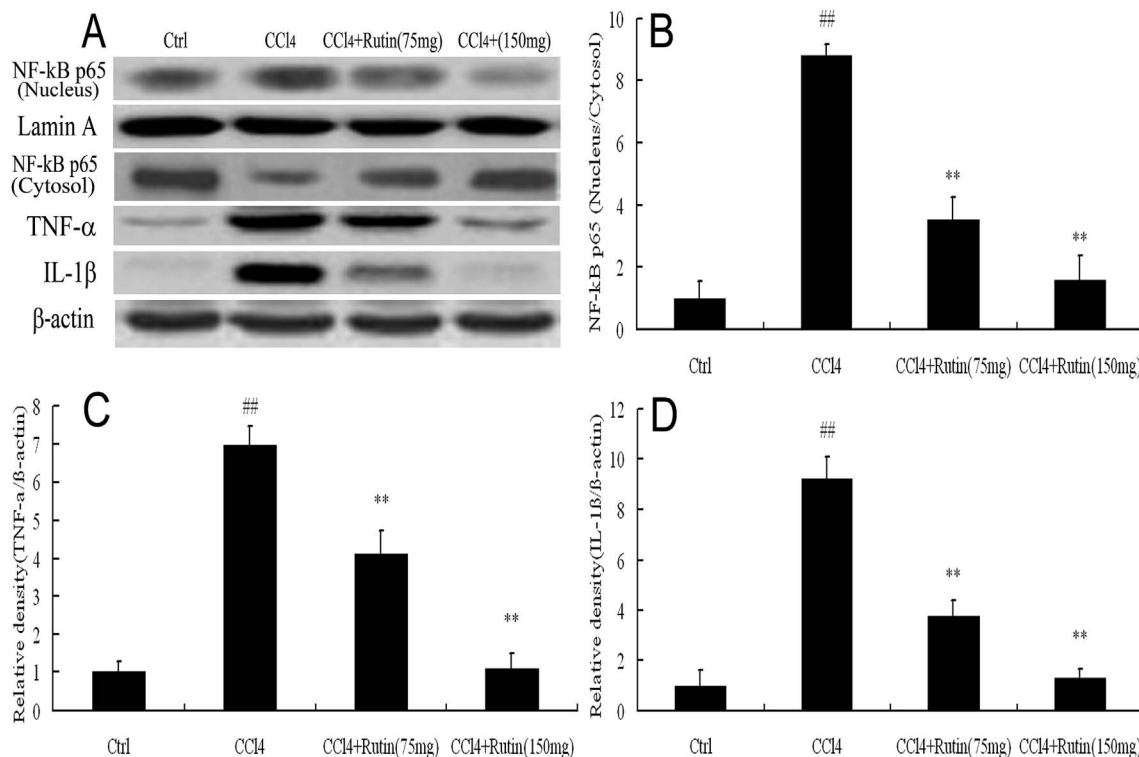 A
Ctrl
CCl4
CCl4+Rutin(75mg)
CCl4+(150mg)
NF-kB p65
(Nucleus)
Lamin A
NF-kB p65
(Cytosol)
TNF-α
IL-1β
β-actin
B
NF-kB p65 (Nucleus/Cytosol)
10
8
6
4
2
0
##
**
**
Ctrl
CCl4
CCl4+Rutin(75mg)
CCl4+Rutin(150mg)
C
Relative density(TNF-a/ß-actin)
8
7
6
5
4
3
2
1
0
##
**
**
Ctrl
CCl4
CCl4+Rutin(75mg)
CCl4+Rutin(150mg)
D
Relative density(IL-1ß/ß-actin)
12
10
8
6
4
2
0
##
**
**
Ctrl
CCl4
CCl4+Rutin(75mg)
CCl4+Rutin(150mg)